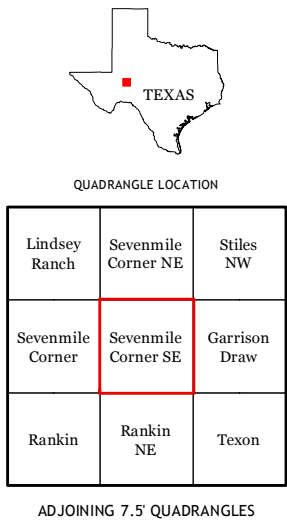 TEXAS
QUADRANGLE LOCATION
Lindsey
Ranch
Sevenmile
Corner NE
Stiles
NW
Sevenmile
Corner
Sevenmile
Corner SE
Garrison
Draw
Rankin
Rankin
NE
Texon
ADJOINING 7.5' QUADRANGLES